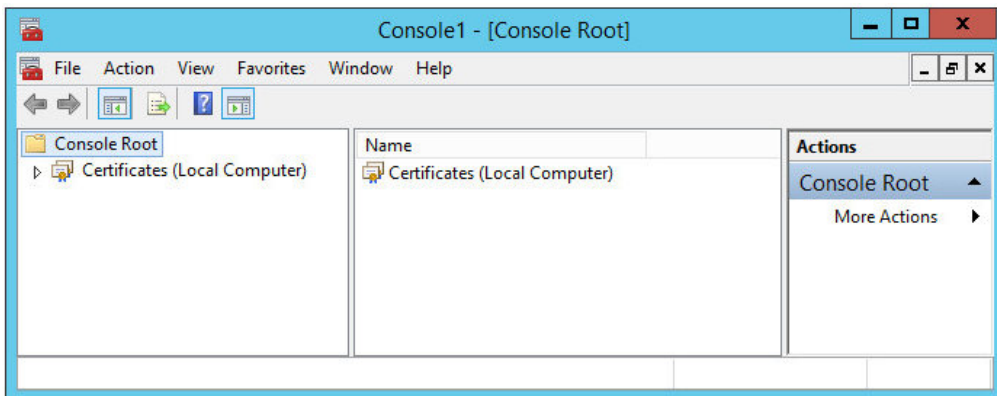 Console1 - [Console Root]
File Action View Favorites Window Help
Console Root
Certificates (Local Computer)
Name
Certificates (Local Computer)
Actions
Console Root
More Actions